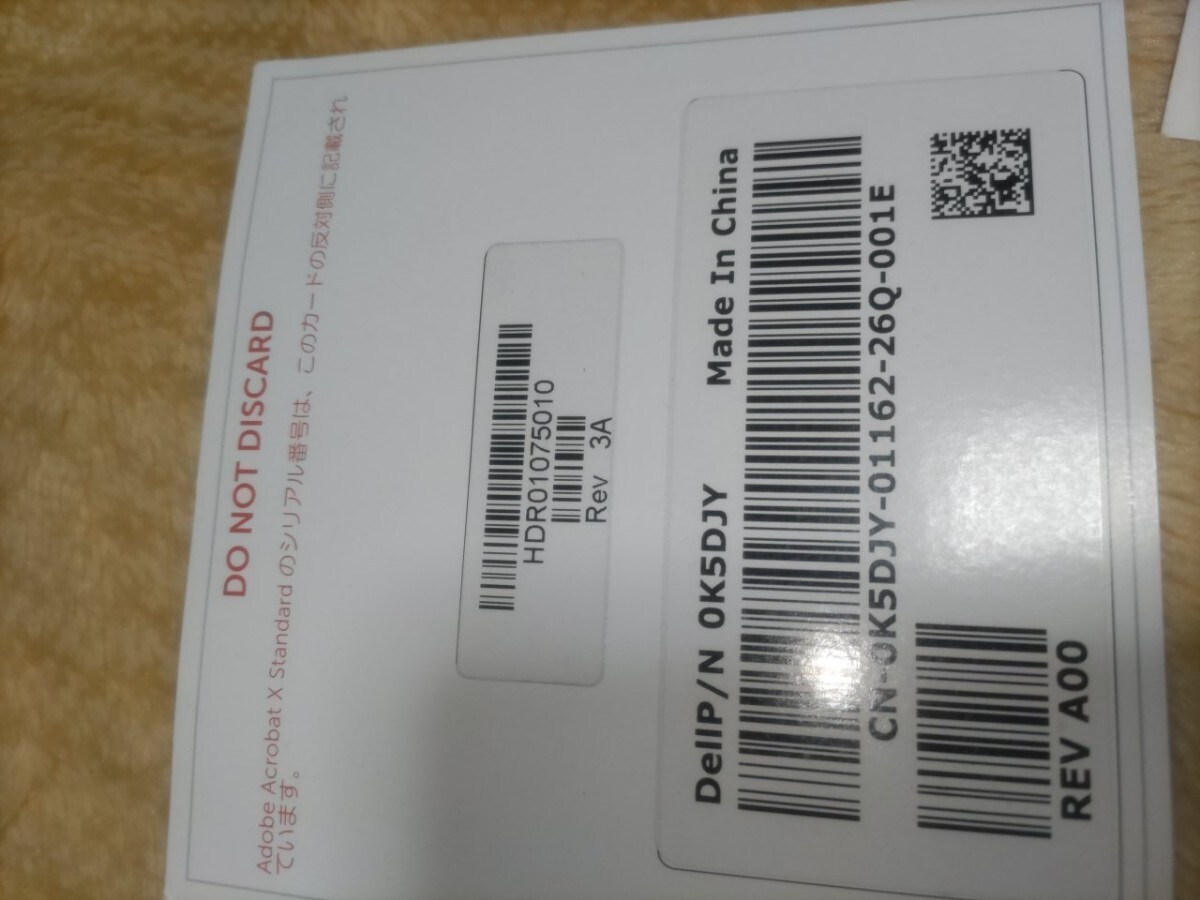 DO NOT DISCARD
Adobe Acrobat X Standard のシリアル番号は、このカードの反対側に記載され
ています。
HDR01075010
Rev 3A
DellP/N 0K5DJY Made In China
CN-0K5DJY-01162-26Q-001E
REV A00